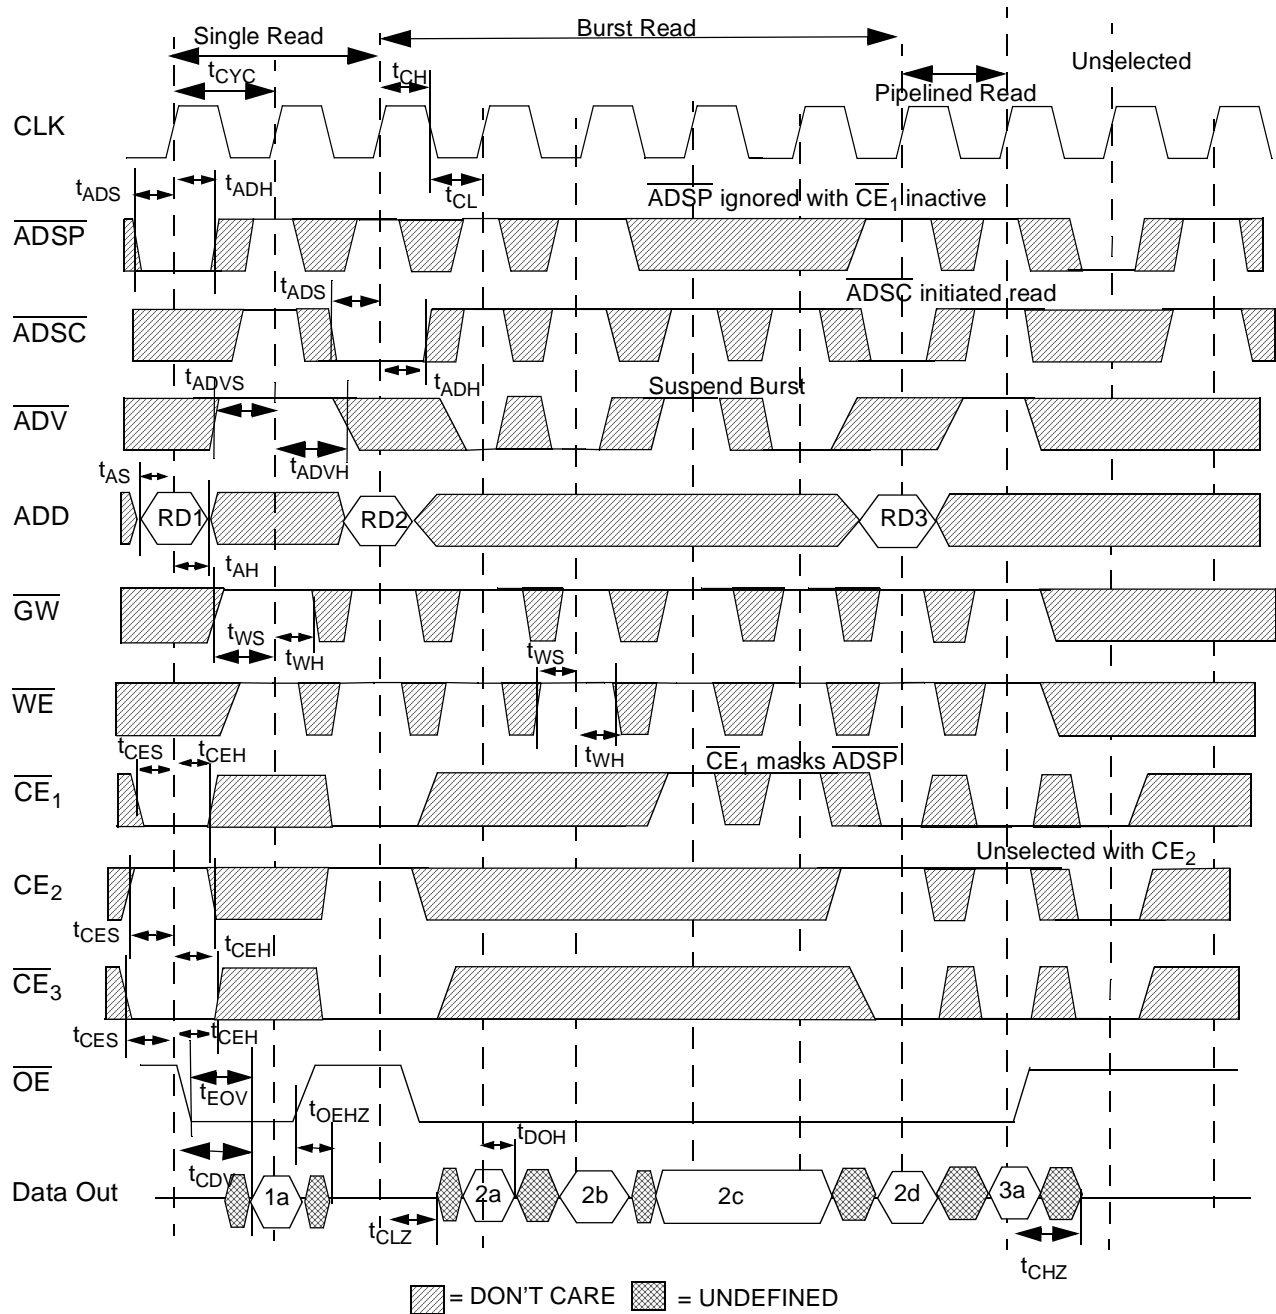 Single Read
Burst Read
Unselected
tCYC
tCH
Pipelined Read
CLK
tADS
tADH
tCL
ADSP ignored with CE1 inactive
ADSP
tADS
ADSC initiated read
ADSC
tADVS
tADH
Suspend Burst
ADV
tADVH
tAS
ADD
RD1
RD2
RD3
tAH
GW
tWS
tWH
tWS
WE
tCES
tCEH
tWH
CE1 masks ADSP
CE1
Unselected with CE2
CE2
tCES
tCEH
CE3
tCES
tCEH
OE
tEOV
tOEHZ
tDOH
tCDV
Data Out
1a
2a
2b
2c
2d
3a
tCLZ
tCHZ
= DON'T CARE
= UNDEFINED